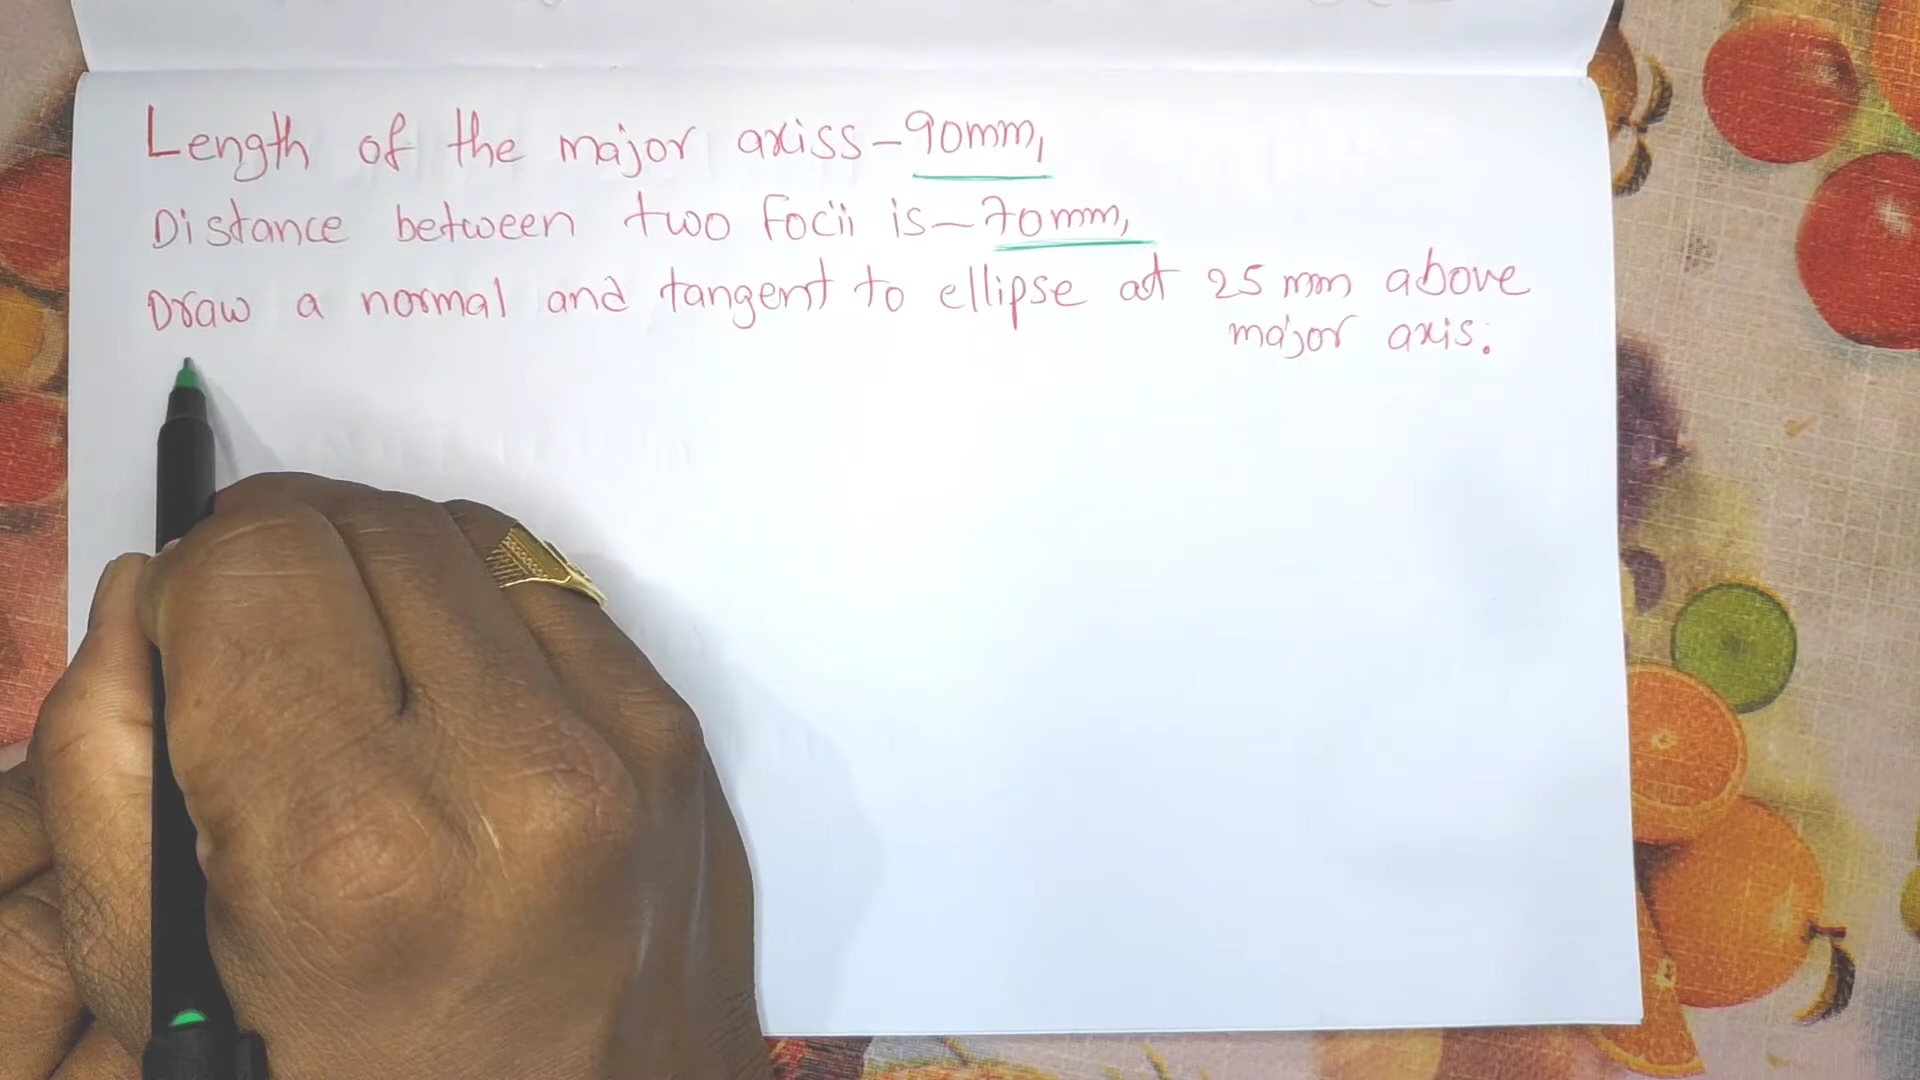 Length of the major axiss-90mm,
Distance between two Focii is-70mm,
Draw a normal and tangent to ellipse at 25 mm above
major axis.